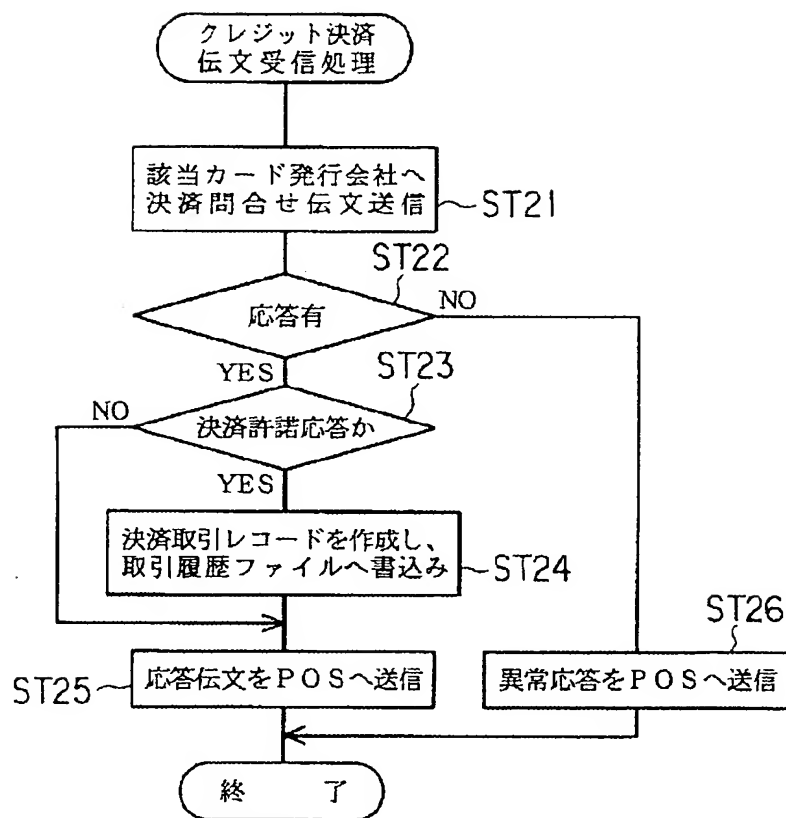 クレジット決済
伝文受信処理
該当カード発行会社へ
決済問合せ伝文送信
ST21
ST22
応答有
NO
YES
ST23
NO
決済許諾応答か
YES
決済取引レコードを作成し、
取引履歴ファイルへ書込み
ST24
ST26
ST25
応答伝文をPOSへ送信
異常応答をPOSへ送信
終 了